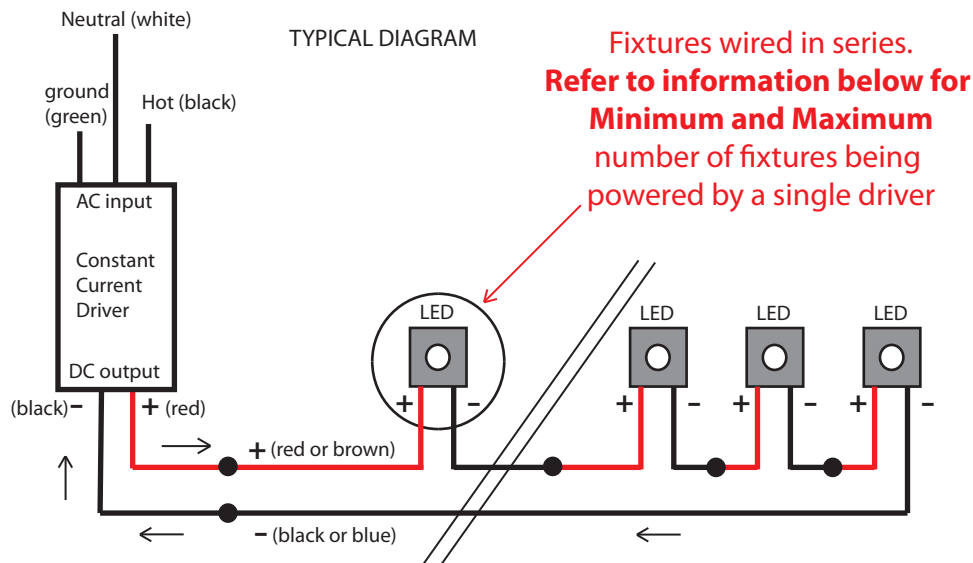 Neutral (white)
TYPICAL DIAGRAM
Fixtures wired in series.
Refer to information below for
Minimum and Maximum
number of fixtures being
powered by a single driver
ground
(green)
Hot (black)
AC input
Constant
Current
Driver
DC output
LED
LED
LED
LED
(black) -
+ (red)
+
-
+
-
+
-
+
-
+ (red or brown)
- (black or blue)